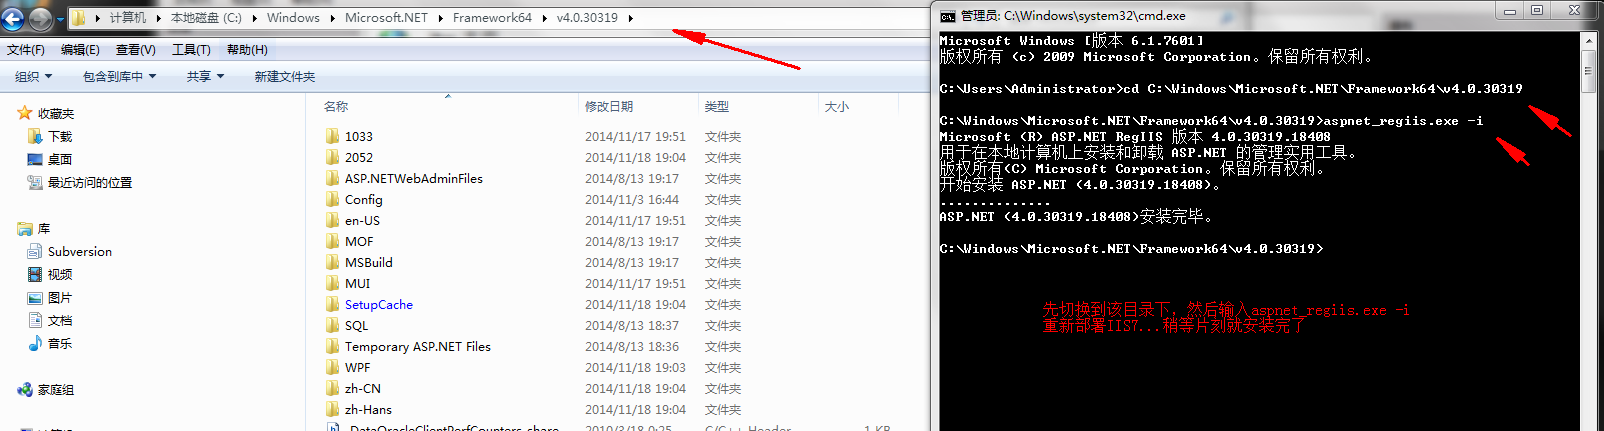 计算机 本地磁盘 (C:) Windows Microsoft.NET Framework64 v4.0.30319
文件(F) 编辑(E) 查看(V) 工具(T) 帮助(H)
组织 包含到库中 共享 新建文件夹
收藏夹
下载
桌面
最近访问的位置
库
Subversion
视频
图片
文档
音乐
家庭组
名称 修改日期 类型 大小
1033 2014/11/17 19:51 文件夹
2052 2014/11/18 19:04 文件夹
ASP.NETWebAdminFiles 2014/8/13 19:17 文件夹
Config 2014/11/3 16:44 文件夹
en-US 2014/11/17 19:51 文件夹
MOF 2014/8/13 19:17 文件夹
MSBuild 2014/8/13 19:17 文件夹
MUI 2014/11/17 19:51 文件夹
SetupCache 2014/11/18 19:04 文件夹
SQL 2014/8/13 18:37 文件夹
Temporary ASP.NET Files 2014/8/13 18:36 文件夹
WPF 2014/11/18 19:03 文件夹
zh-CN 2014/11/18 19:04 文件夹
zh-Hans 2014/11/18 19:04 文件夹
_DataOracleClientPerfCounters_share 2010/3/18 0:25 C/C++ Header 1 KB
管理员: C:\Windows\system32\cmd.exe
Microsoft Windows [版本 6.1.7601]
版权所有 (c) 2009 Microsoft Corporation。保留所有权利。
C:\Users\Administrator>cd C:\Windows\Microsoft.NET\Framework64\v4.0.30319
C:\Windows\Microsoft.NET\Framework64\v4.0.30319>aspnet_regiis.exe -i
Microsoft (R) ASP.NET RegIIS 版本 4.0.30319.18408
用于在本地计算机上安装和卸载 ASP.NET 的管理实用工具。
版权所有(C) Microsoft Corporation。保留所有权利。
开始安装 ASP.NET (4.0.30319.18408)。
..............
ASP.NET (4.0.30319.18408)安装完毕。
C:\Windows\Microsoft.NET\Framework64\v4.0.30319>
先切换到该目录下, 然后输入aspnet_regiis.exe -i
重新部署IIS7...稍等片刻就安装完了